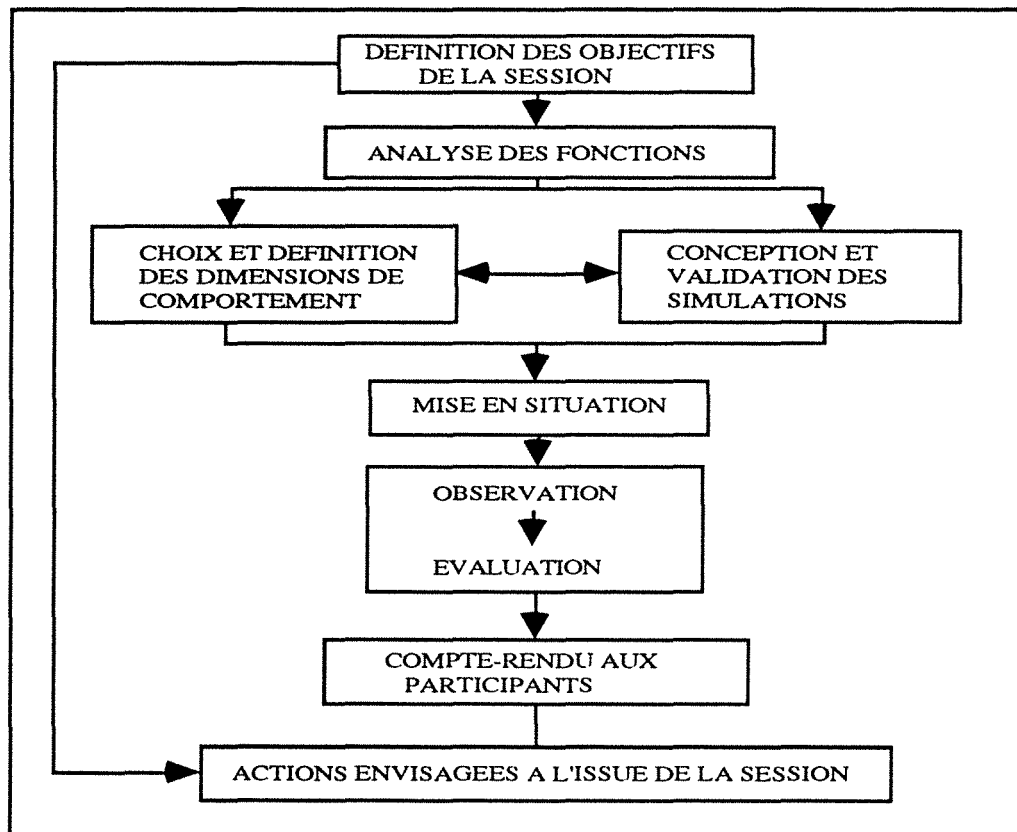 DEFINITION DES OBJECTIFS
DE LA SESSION
ANALYSE DES FONCTIONS
CHOIX ET DEFINITION
DES DIMENSIONS DE
COMPORTEMENT
CONCEPTION ET
VALIDATION DES
SIMULATIONS
MISE EN SITUATION
OBSERVATION
EVALUATION
COMPTE-RENDU AUX
PARTICIPANTS
ACTIONS ENVISAGEES A L'ISSUE DE LA SESSION